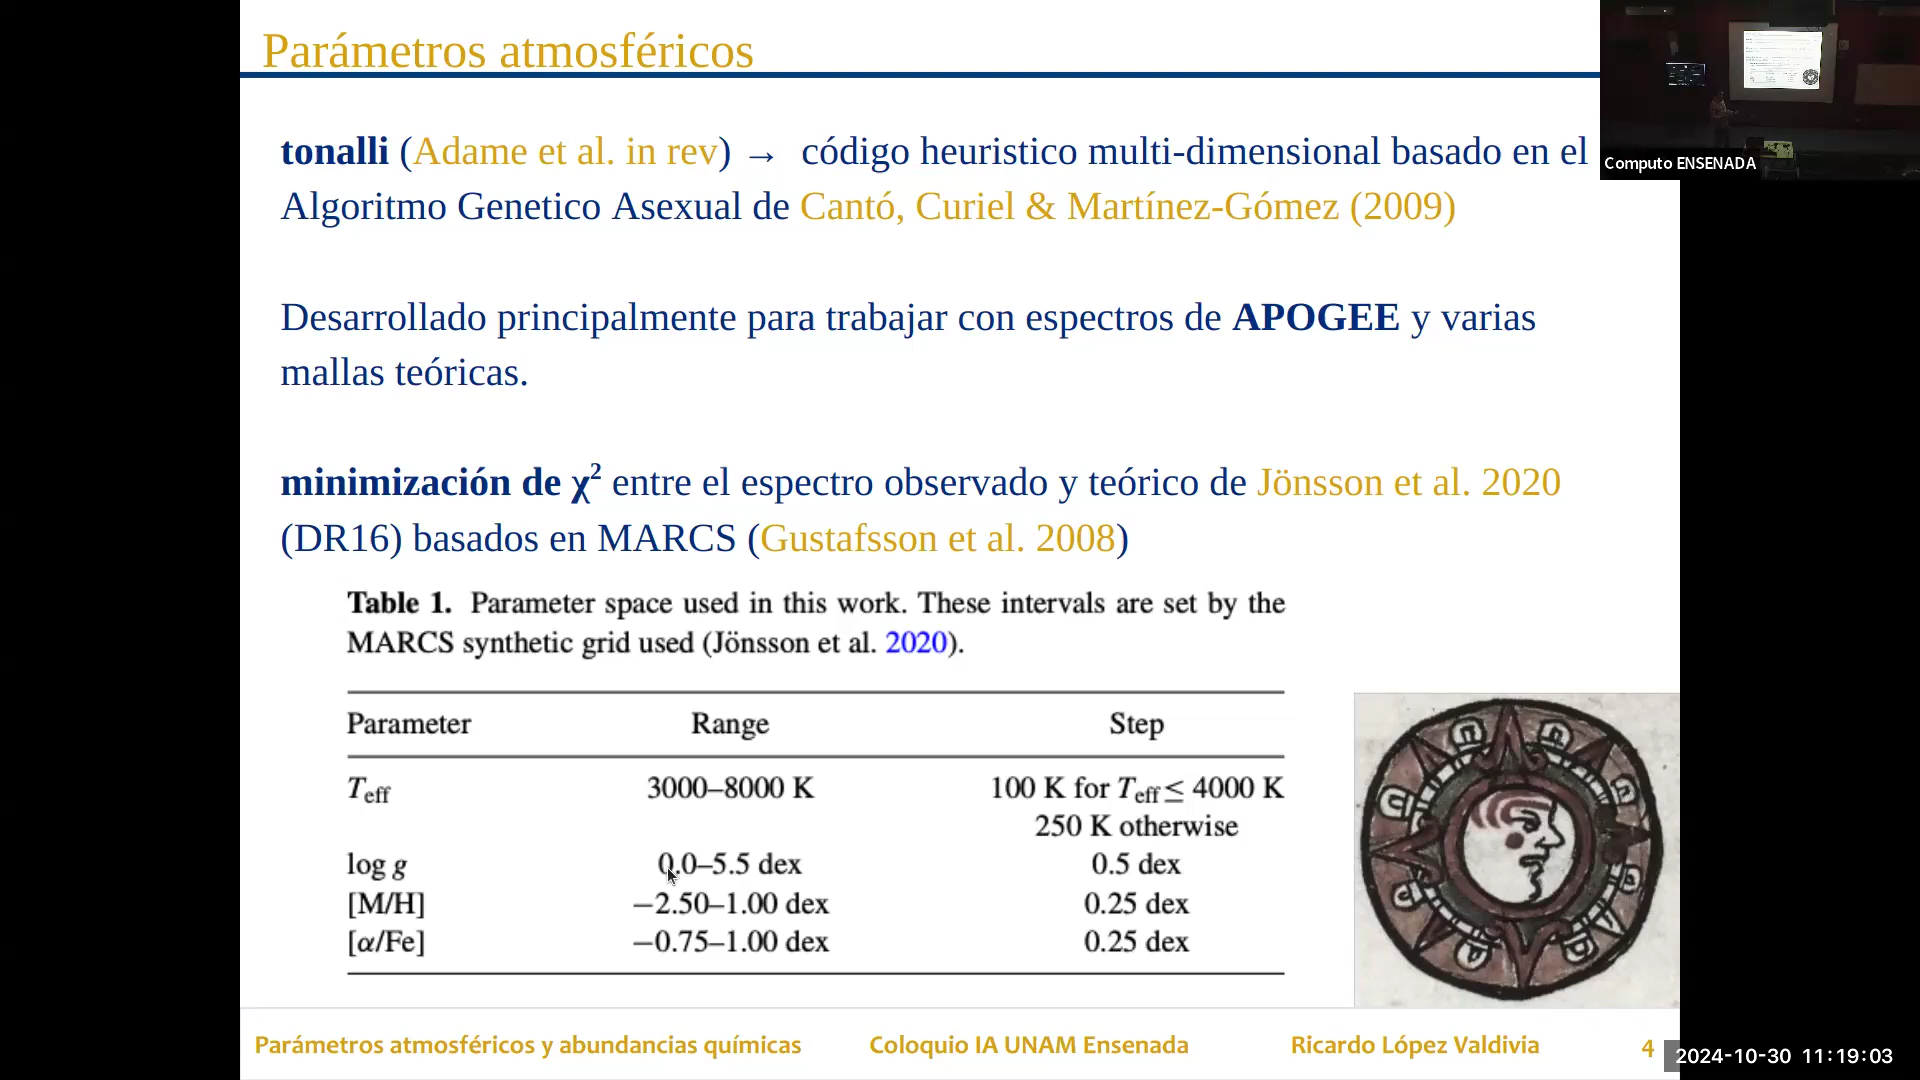 Parámetros atmosféricos
tonalli (Adame et al. in rev) → código heuristico multi-dimensional basado en el
Algoritmo Genetico Asexual de Cantó, Curiel & Martínez-Gómez (2009)
Desarrollado principalmente para trabajar con espectros de APOGEE y varias
mallas teóricas.
minimización de χ² entre el espectro observado y teórico de Jönsson et al. 2020
(DR16) basados en MARCS (Gustafsson et al. 2008)
Table 1. Parameter space used in this work. These intervals are set by the
MARCS synthetic grid used (Jönsson et al. 2020).
Parameter Range Step
Teff 3000–8000 K 100 K for Teff ≤ 4000 K
250 K otherwise
log g 0.0–5.5 dex 0.5 dex
[M/H] −2.50–1.00 dex 0.25 dex
[α/Fe] −0.75–1.00 dex 0.25 dex
Parámetros atmosféricos y abundancias químicas Coloquio IA UNAM Ensenada Ricardo López Valdivia 4
Computo ENSENADA
2024-10-30 11:19:03